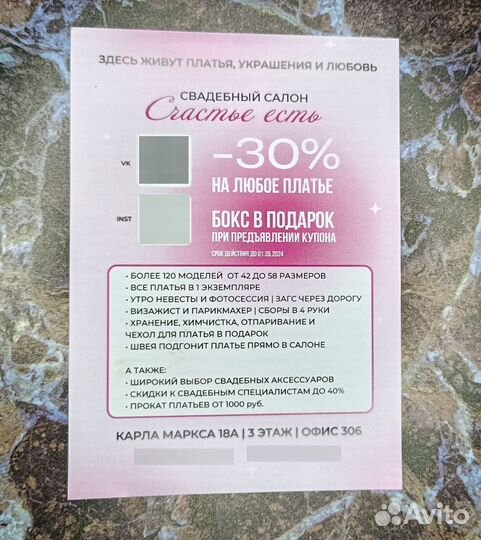 ЗДЕСЬ ЖИВУТ ПЛАТЬЯ, УКРАШЕНИЯ И ЛЮБОВЬ
СВАДЕБНЫЙ САЛОН
Счастье есть
VK
-30%
НА ЛЮБОЕ ПЛАТЬЕ
INST
БОКС В ПОДАРОК
ПРИ ПРЕДЪЯВЛЕНИИ КУПОНА
СРОК ДЕЙСТВИЯ ДО 01.05.2024
• БОЛЕЕ 120 МОДЕЛЕЙ ОТ 42 ДО 58 РАЗМЕРОВ
• ВСЕ ПЛАТЬЯ В 1 ЭКЗЕМПЛЯРЕ
• УТРО НЕВЕСТЫ И ФОТОСЕССИЯ | ЗАГС ЧЕРЕЗ ДОРОГУ
• ВИЗАЖИСТ И ПАРИКМАХЕР | СБОРЫ В 4 РУКИ
• ХРАНЕНИЕ, ХИМЧИСТКА, ОТПАРИВАНИЕ И
ЧЕХОЛ ДЛЯ ПЛАТЬЯ В ПОДАРОК
• ШВЕЯ ПОДГОНИТ ПЛАТЬЕ ПРЯМО В САЛОНЕ
А ТАКЖЕ:
• ШИРОКИЙ ВЫБОР СВАДЕБНЫХ АКСЕССУАРОВ
• СКИДКИ К СВАДЕБНЫМ СПЕЦИАЛИСТАМ ДО 40%
• ПРОКАТ ПЛАТЬЕВ ОТ 1000 руб.
КАРЛА МАРКСА 18А | 3 ЭТАЖ | ОФИС 306
Avito